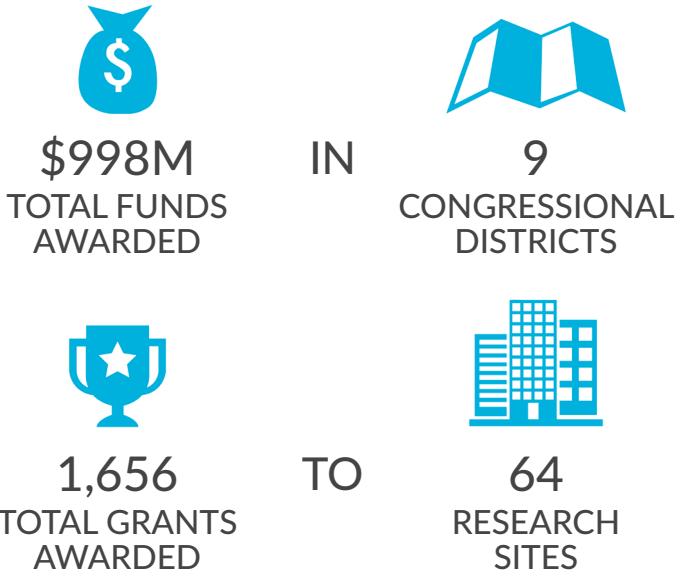 $
$998M IN 9
TOTAL FUNDS CONGRESSIONAL
AWARDED DISTRICTS
1,656 TO 64
TOTAL GRANTS RESEARCH
AWARDED SITES